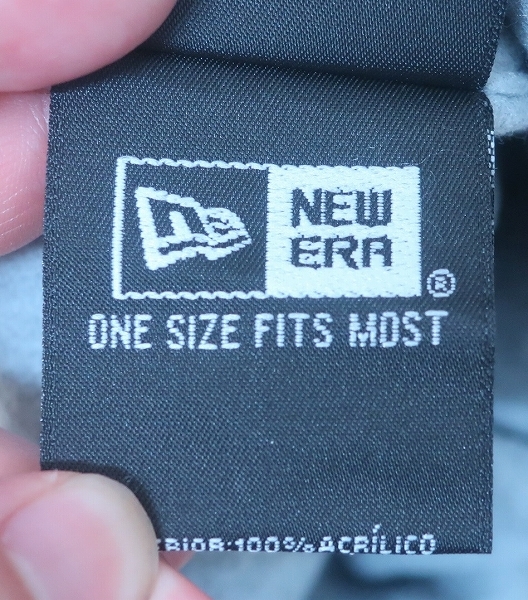 NEW
ERA®
ONE SIZE FITS MOST
100% ACRÍLICO